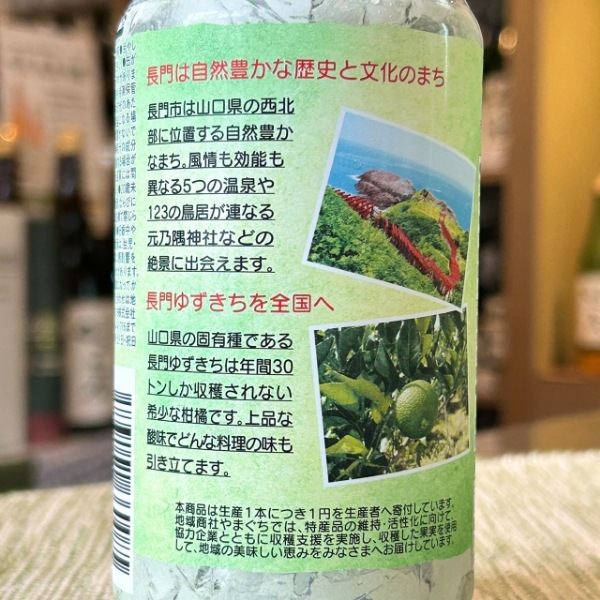 長門は自然豊かな歴史と文化のまち
長門市は山口県の西北
部に位置する自然豊か
なまち。風情も効能も
異なる5つの温泉や
123の鳥居が連なる
元乃隅神社などの
絶景に出会えます。
長門ゆずきちを全国へ
山口県の固有種である
長門ゆずきちは年間30
トンしか収穫されない
希少な柑橘です。上品な
酸味でどんな料理の味も
引き立てます。
本商品は生産1本につき1円を生産者へ寄付しています。
地域商社やまぐちでは、特産品の維持・活性化に向けて、
協力企業とともに収穫支援を実施し、収穫した果実を使用
して、地域の美味しい恵みをみなさまへお届けしています。